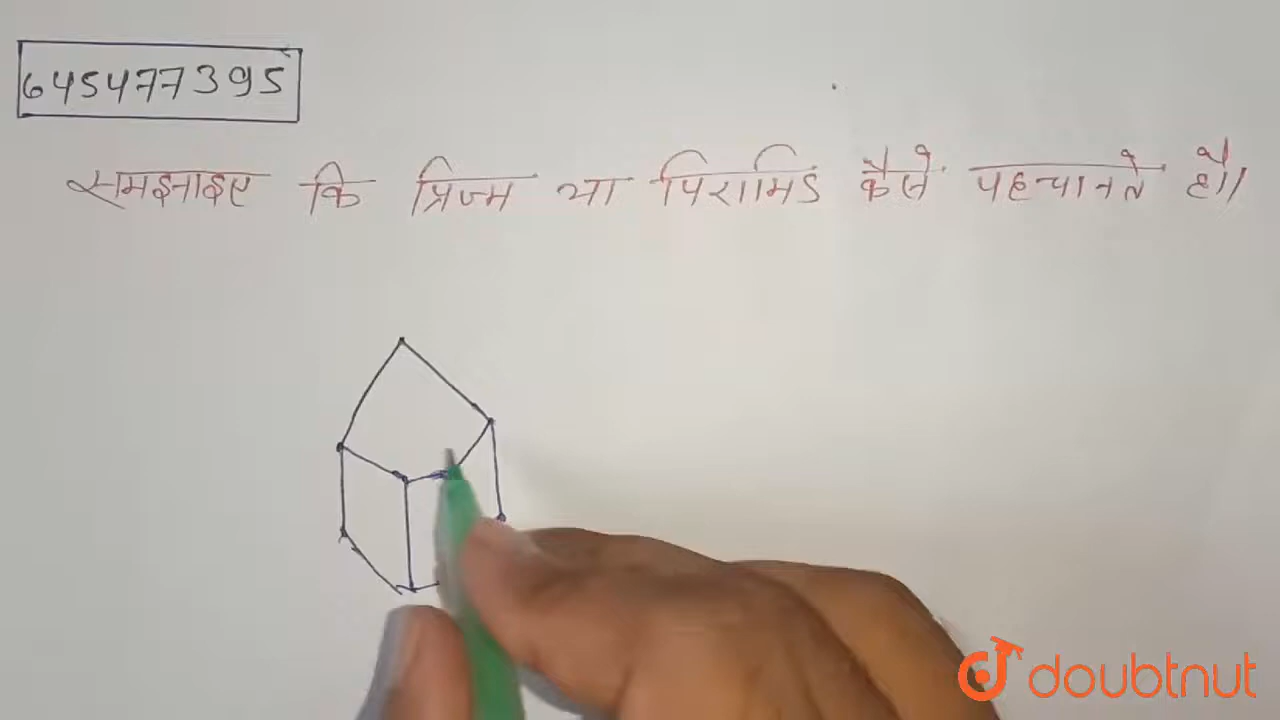 645477395
समझाइए कि प्रिज्म या पिरामिड कैसे पहचानते है।
doubtnut